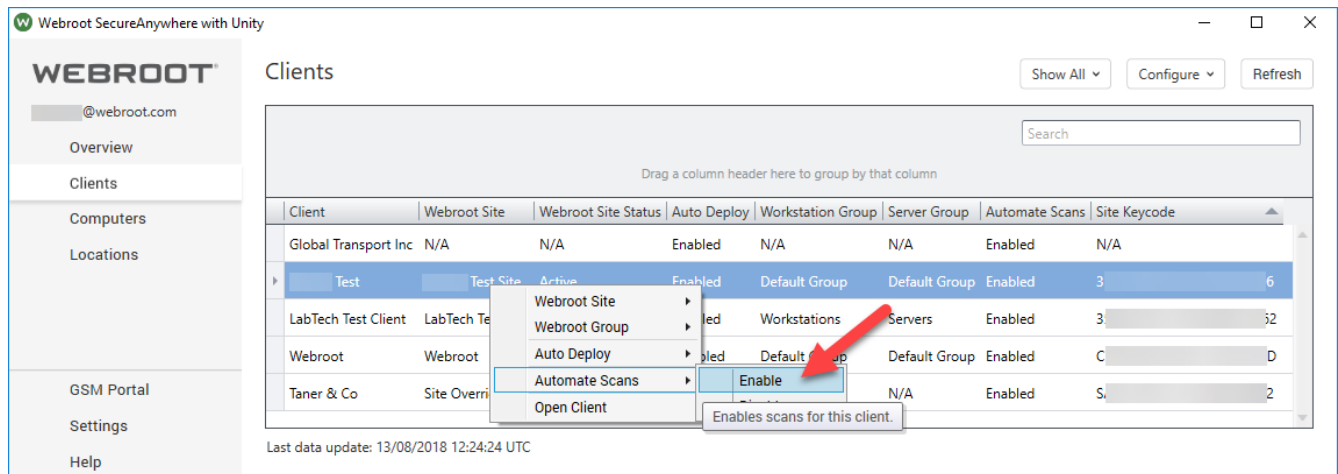 Webroot SecureAnywhere with Unity
WEBROOT
@webroot.com
Overview
Clients
Computers
Locations
GSM Portal
Settings
Help
Clients
Show All Configure Refresh
Search
Drag a column header here to group by that column
Client Webroot Site Webroot Site Status Auto Deploy Workstation Group Server Group Automate Scans Site Keycode
Global Transport Inc N/A N/A Enabled N/A N/A Enabled N/A
Test Test Site Active Enabled Default Group Default Group Enabled 3 6
LabTech Test Client LabTech Te led Workstations Servers Enabled 3 52
Webroot Webroot bled Default Default Group Enabled C D
Taner & Co Site Overri N/A Enabled S 2
Webroot Site
Webroot Group
Auto Deploy
Automate Scans
Open Client
Enable
Enables scans for this client.
Last data update: 13/08/2018 12:24:24 UTC